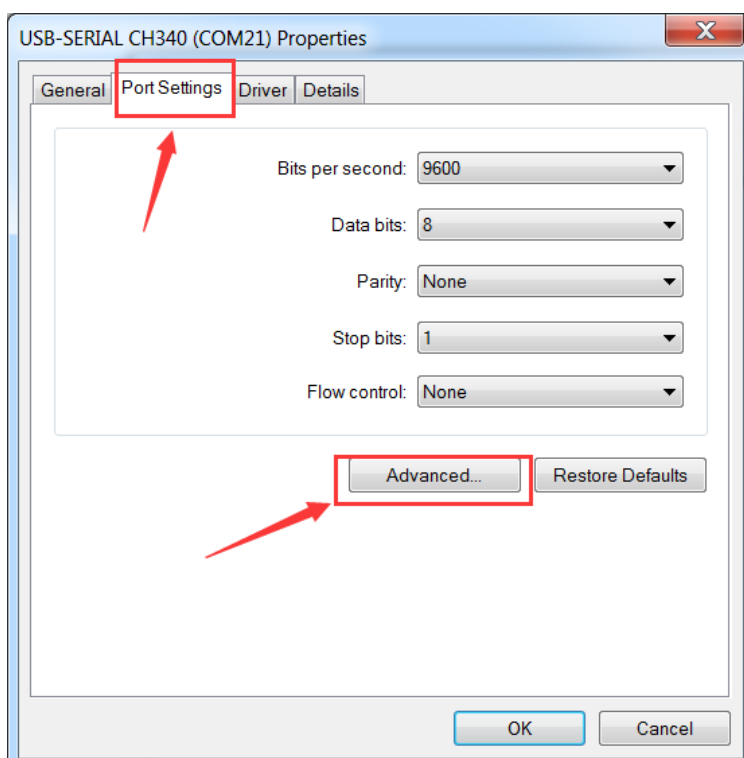 USB-SERIAL CH340 (COM21) Properties
General Port Settings Driver Details
Bits per second: 9600
Data bits: 8
Parity: None
Stop bits: 1
Flow control: None
Advanced... Restore Defaults
OK Cancel